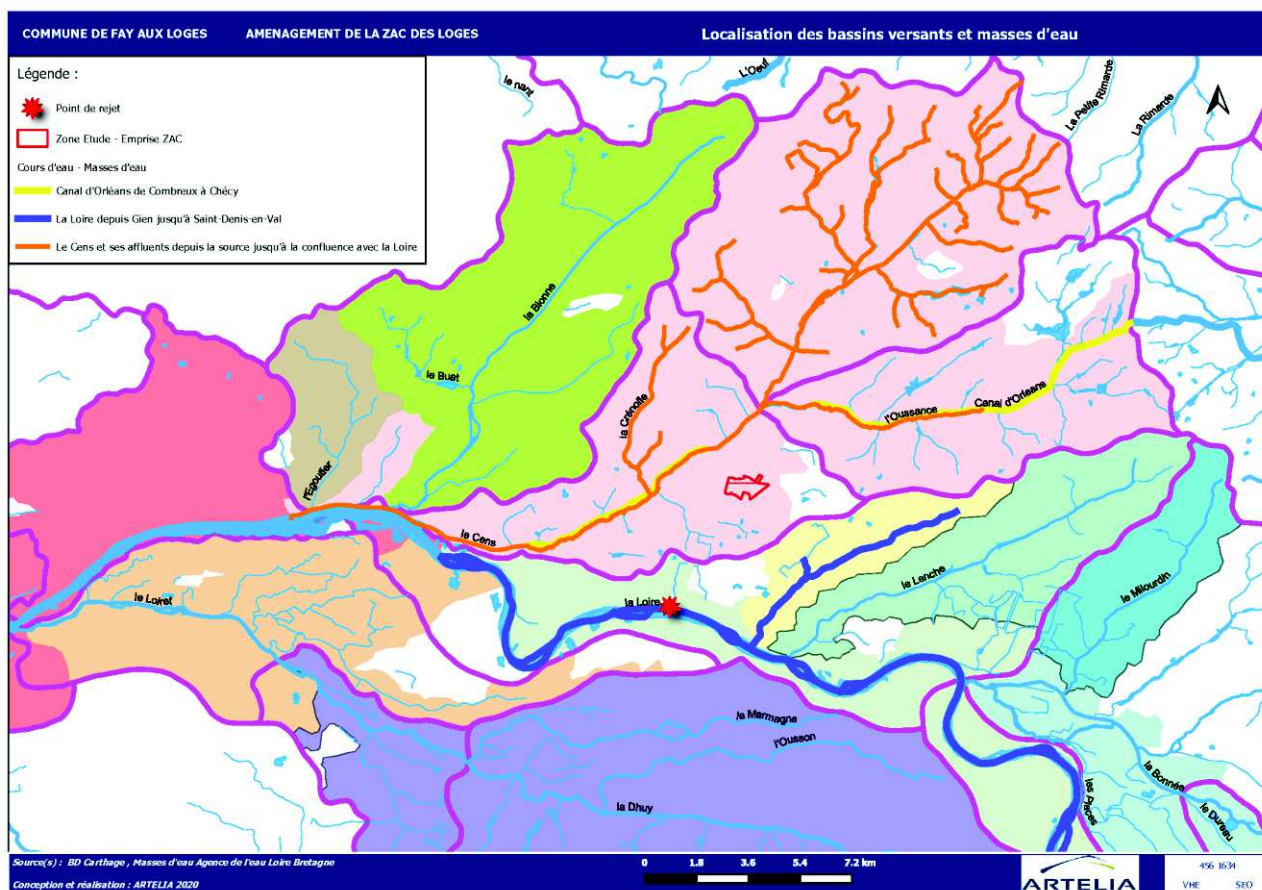 COMMUNE DE FAY AUX LOGES AMENAGEMENT DE LA ZAC DES LOGES Localisation des bassins versants et masses d'eau
Légende :
Point de rejet
Zone Etude - Emprise ZAC
Cours d'eau - Masses d'eau
Canal d'Orléans de Combreux à Chécy
La Loire depuis Gien jusqu'à Saint-Denis-en-Val
Le Cens et ses affluents depuis la source jusqu'à la confluence avec la Loire
le nant
L'Oeuf
La Petite Rimarde
La Rimarde
la Bionne
le Buet
la Crénolle
l'Oussance
Canal d'Orléans
l'Egoutier
le Cens
le Loiret
la Loire
le Lenche
le Milourdin
la Marmagne
l'Ousson
la Dhuy
les Places
la Bonnée
le Dureau
Source(s) : BD Carthage , Masses d'eau Agence de l'eau Loire Bretagne
Conception et réalisation : ARTELIA 2020
0 1.8 3.6 5.4 7.2 km
ARTELIA
456 1634
VHE SEO